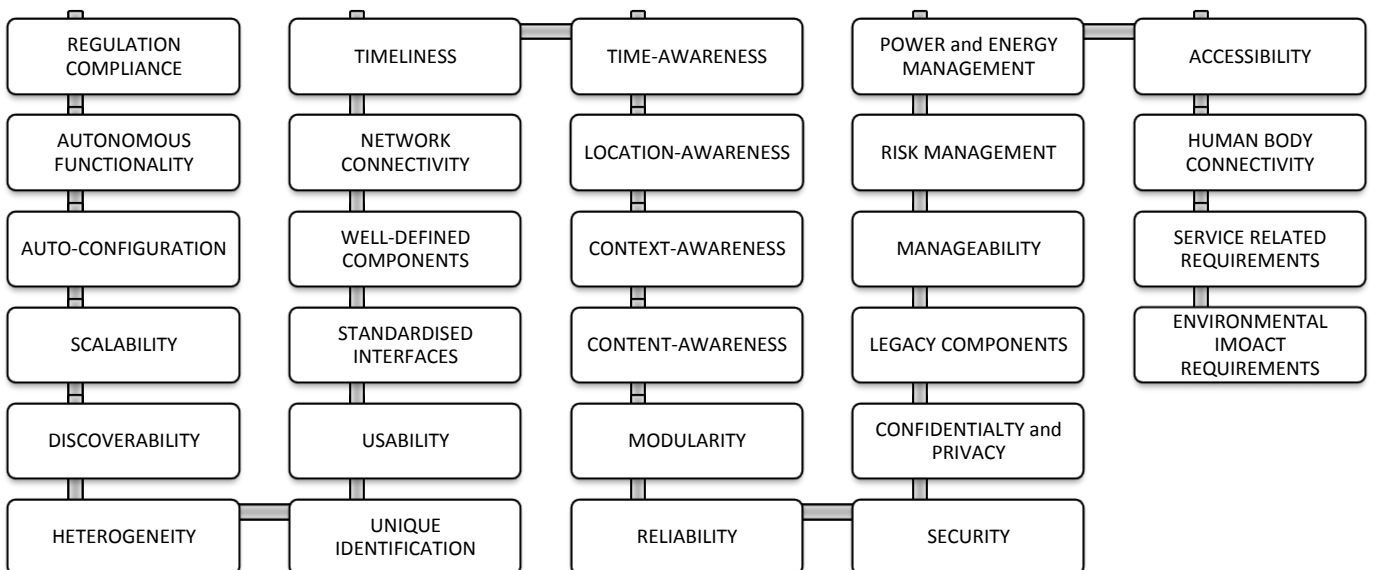 REGULATION
COMPLIANCE
AUTONOMOUS
FUNCTIONALITY
AUTO-CONFIGURATION
SCALABILITY
DISCOVERABILITY
HETEROGENEITY
UNIQUE
IDENTIFICATION
USABILITY
STANDARDISED
INTERFACES
WELL-DEFINED
COMPONENTS
NETWORK
CONNECTIVITY
TIMELINESS
TIME-AWARENESS
LOCATION-AWARENESS
CONTEXT-AWARENESS
CONTENT-AWARENESS
MODULARITY
RELIABILITY
SECURITY
CONFIDENTIALTY and
PRIVACY
LEGACY COMPONENTS
MANAGEABILITY
RISK MANAGEMENT
POWER and ENERGY
MANAGEMENT
ACCESSIBILITY
HUMAN BODY
CONNECTIVITY
SERVICE RELATED
REQUIREMENTS
ENVIRONMENTAL
IMOACT
REQUIREMENTS